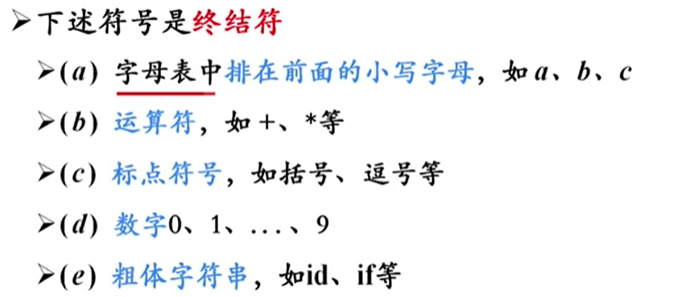 ➢下述符号是终结符
➢(a) 字母表中排在前面的小写字母，如 a、b、c
➢(b) 运算符，如 +、*等
➢(c) 标点符号，如括号、逗号等
➢(d) 数字0、1、...、9
➢(e) 粗体字符串，如id、if等